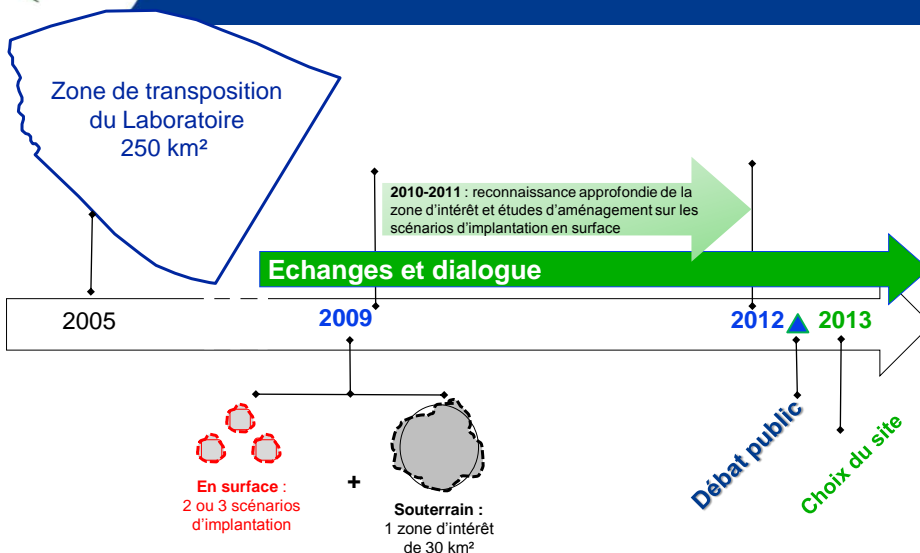 Zone de transposition
du Laboratoire
250 km²
2010-2011 : reconnaissance approfondie de la
zone d'intérêt et études d'aménagement sur les
scénarios d'implantation en surface
Echanges et dialogue
2005
2009
2012
2013
En surface :
2 ou 3 scénarios
d'implantation
+
Souterrain :
1 zone d'intérêt
de 30 km²
Débat public
Choix du site